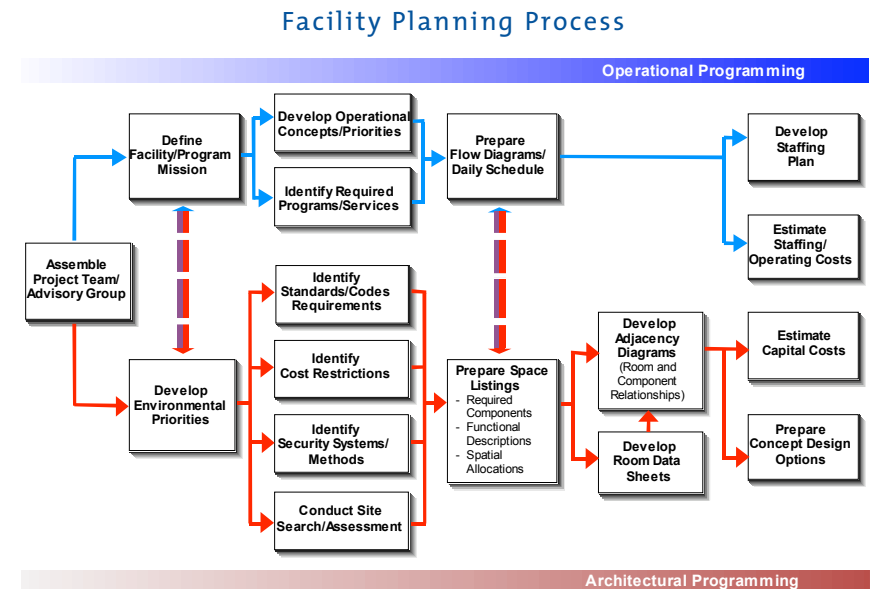 Facility Planning Process
Operational Programming
Define
Facility/Program
Mission
Develop Operational
Concepts/Priorities
Identify Required
Programs/Services
Prepare
Flow Diagrams/
Daily Schedule
Develop
Staffing
Plan
Estimate
Staffing/
Operating Costs
Assemble
Project Team/
Advisory Group
Develop
Environmental
Priorities
Identify
Standards/Codes
Requirements
Identify
Cost Restrictions
Identify
Security Systems/
Methods
Conduct Site
Search/Assessment
Prepare Space
Listings
- Required
Components
- Functional
Descriptions
- Spatial
Allocations
Develop
Adjacency
Diagrams
(Room and
Component
Relationships)
Develop
Room Data
Sheets
Estimate
Capital Costs
Prepare
Concept Design
Options
Architectural Programming